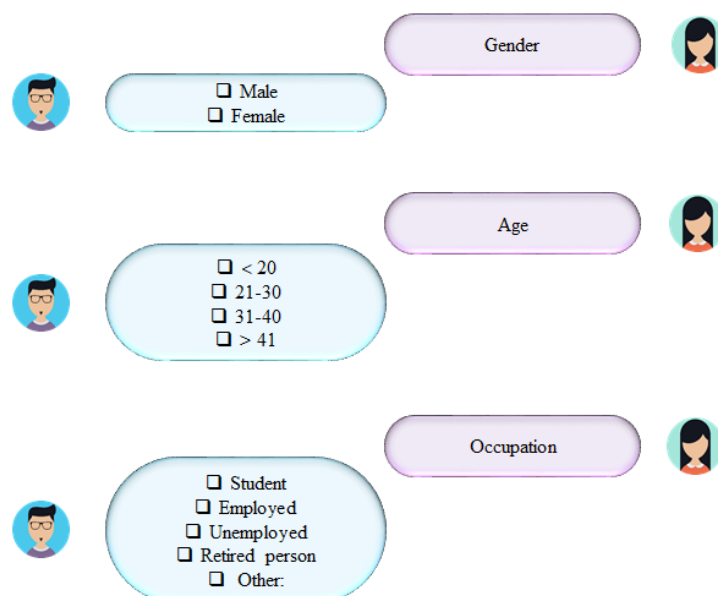 Gender
❑ Male
❑ Female
Age
❑ < 20
❑ 21-30
❑ 31-40
❑ > 41
Occupation
❑ Student
❑ Employed
❑ Unemployed
❑ Retired person
❑ Other: